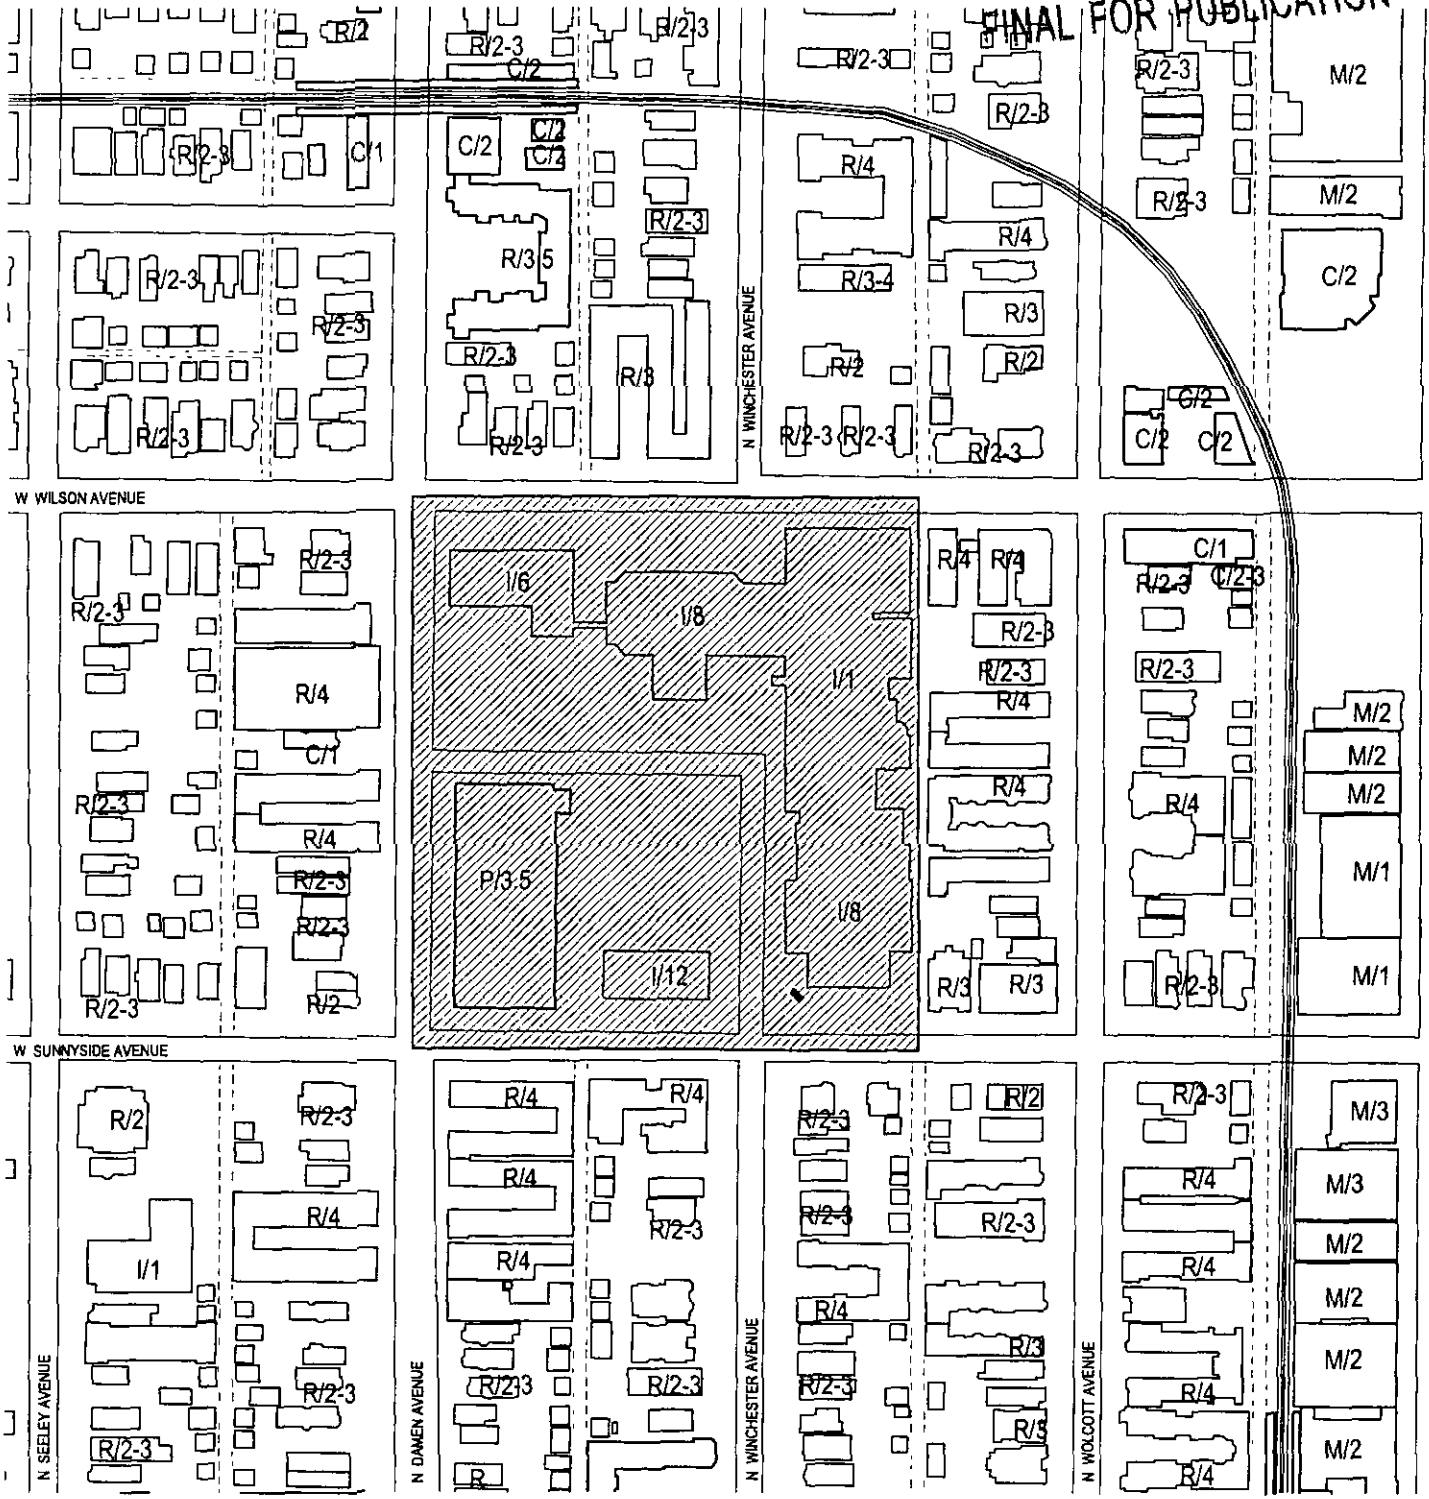 FINAL FOR PUBLICATION
R/2
R/2-3
R/2-3
R/2-3
R/2-3
M/2
C/2
R/2-3
R/2-3
C/1
C/2
C/2
C/2
R/4
R/2-3
M/2
R/2-3
R/4
R/3.5
R/2-3
R/3-4
C/2
R/2-3
R/3
R/2-3
R/2
R/2
R/3
N WINCHESTER AVENUE
C/2
R/2-3
R/2-3
R/2-3
R/2-3
R/2-3
C/2
C/2
W WILSON AVENUE
R/2-3
I/6
R/4
R/4
C/1
R/2-3
C/2-3
R/2-3
I/8
R/2-3
R/4
I/1
R/2-3
R/4
R/2-3
M/2
C/1
M/2
R/2-3
R/4
R/4
M/2
R/4
R/2-3
P/3.5
M/1
R/2-3
I/8
R/2-3
R/2
I/12
R/3
R/3
R/2-3
M/1
W SUNNYSIDE AVENUE
R/2
R/2-3
R/4
R/4
R/2-3
R/2
R/2-3
M/3
R/4
R/4
M/3
R/4
R/2-3
R/2-3
R/2-3
M/2
I/1
R/4
R/4
M/2
R/4
R/3
M/2
R/2-3
R/2-3
R/2-3
R/2-3
R/4
R/2-3
R/3
M/2
R
R/4
N SEELEY AVENUE
N DAMEN AVENUE
N WINCHESTER AVENUE
N WOLCOTT AVENUE